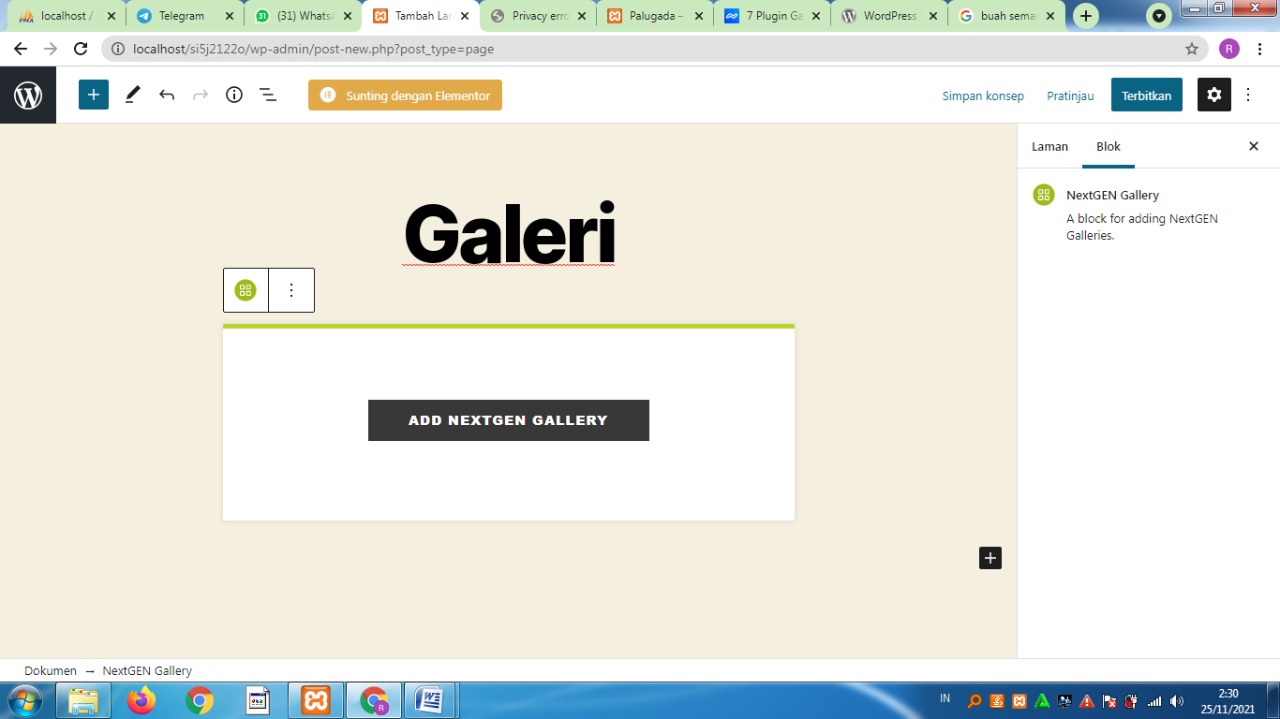 localhost /
Telegram
(31) WhatsA
Tambah Lar
Privacy erro
Palugada –
7 Plugin Ga
WordPress
buah sema
localhost/si5j2122o/wp-admin/post-new.php?post_type=page
R
Sunting dengan Elementor
Simpan konsep
Pratinjau
Terbitkan
Laman
Blok
NextGEN Gallery
A block for adding NextGEN
Galleries.
Galeri
ADD NEXTGEN GALLERY
Dokumen → NextGEN Gallery
IN
2:30
25/11/2021